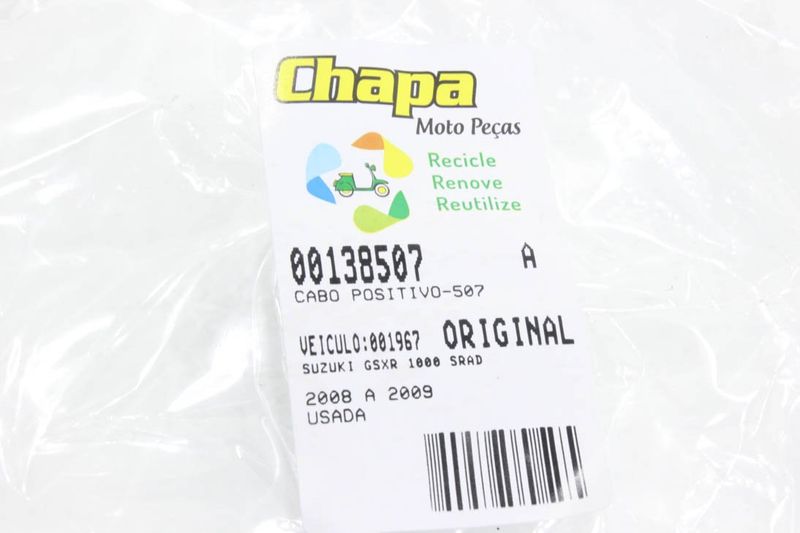 Chapa
Moto Peças
Recicle
Renove
Reutilize
00138507 A
CABO POSITIVO-507
VEICULO:001967 ORIGINAL
SUZUKI GSXR 1000 SRAD
2008 A 2009
USADA